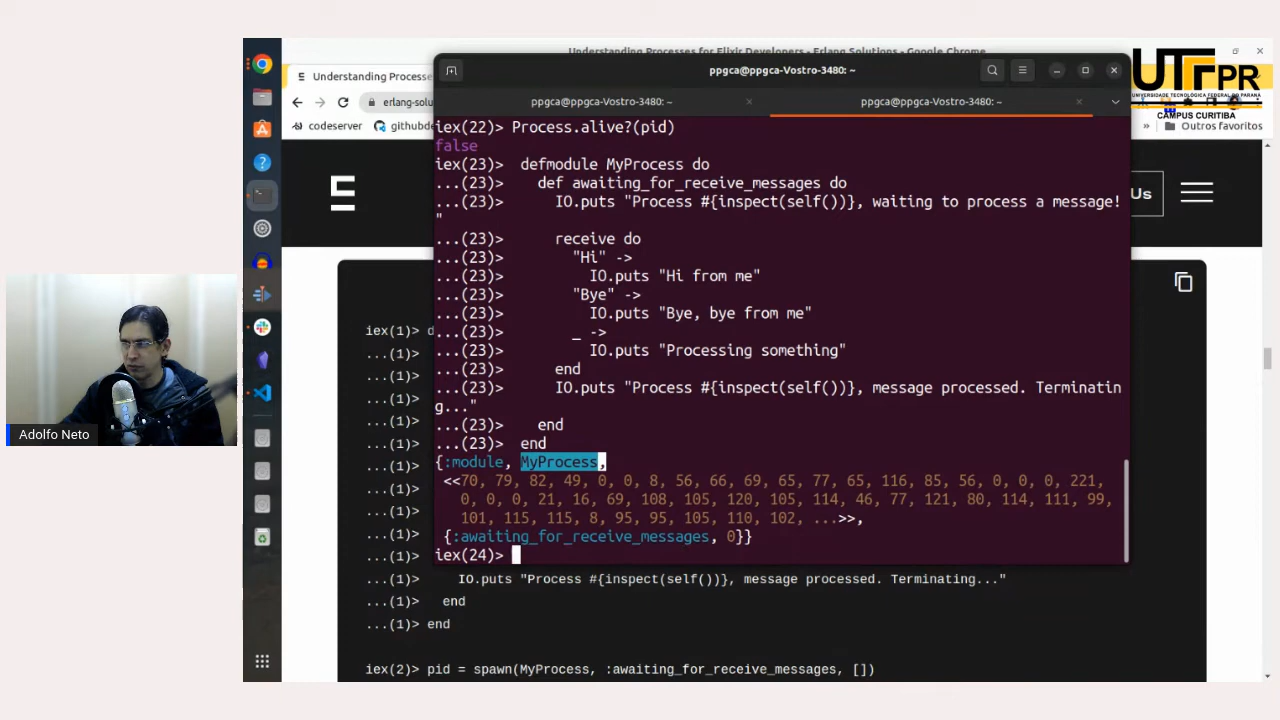 Understanding Processes for Elixir Developers - Erlang Solutions - Google Chrome
Understanding Processe
erlang-solu
codeserver
githubde
Outros favoritos
UTFPR
UNIVERSIDADE TECNOLÓGICA FEDERAL DO PARANÁ
CAMPUS CURITIBA
Us
ppgca@ppgca-Vostro-3480: ~
ppgca@ppgca-Vostro-3480: ~
ppgca@ppgca-Vostro-3480: ~
iex(22)> Process.alive?(pid)
false
iex(23)>  defmodule MyProcess do
...(23)>    def awaiting_for_receive_messages do
...(23)>      IO.puts "Process #{inspect(self())}, waiting to process a message!
"
...(23)>      receive do
...(23)>        "Hi" ->
...(23)>          IO.puts "Hi from me"
...(23)>        "Bye" ->
...(23)>          IO.puts "Bye, bye from me"
...(23)>        _ ->
...(23)>          IO.puts "Processing something"
...(23)>      end
...(23)>      IO.puts "Process #{inspect(self())}, message processed. Terminatin
g..."
...(23)>    end
...(23)>  end
{:module, MyProcess,
<<70, 79, 82, 49, 0, 0, 8, 56, 66, 69, 65, 77, 65, 116, 85, 56, 0, 0, 0, 221,
0, 0, 0, 21, 16, 69, 108, 105, 120, 105, 114, 46, 77, 121, 80, 114, 111, 99,
101, 115, 115, 8, 95, 95, 105, 110, 102, ...>>,
{:awaiting_for_receive_messages, 0}}
iex(24)>
iex(1)> d
...(1)>
...(1)>
...(1)>
...(1)>
...(1)>
...(1)>
...(1)>
...(1)>
...(1)>
...(1)>
...(1)>     IO.puts "Process #{inspect(self())}, message processed. Terminating..."
...(1)>   end
...(1)> end
iex(2)> pid = spawn(MyProcess, :awaiting_for_receive_messages, [])
Adolfo Neto